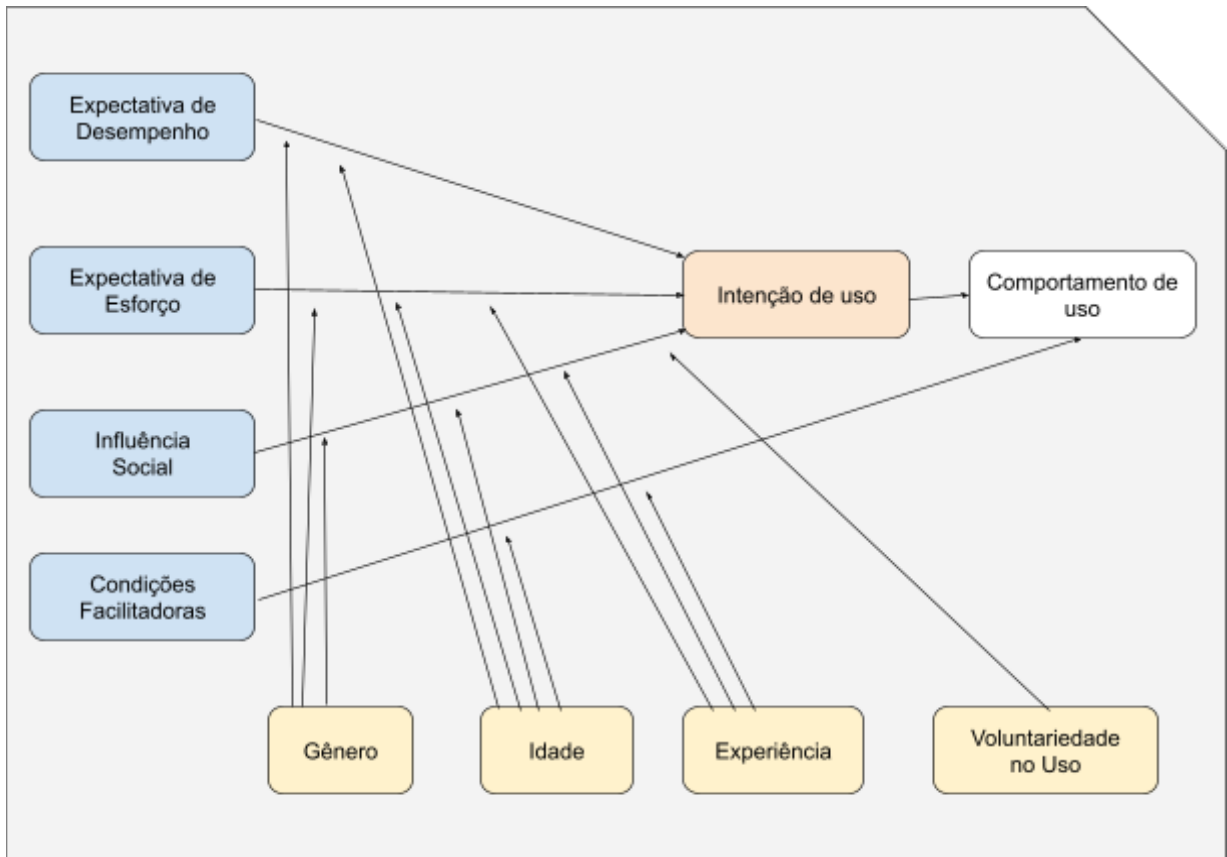 Expectativa de
Desempenho
Expectativa de
Esforço
Intenção de uso
Comportamento de
uso
Influência
Social
Condições
Facilitadoras
Gênero
Idade
Experiência
Voluntariedade
no Uso